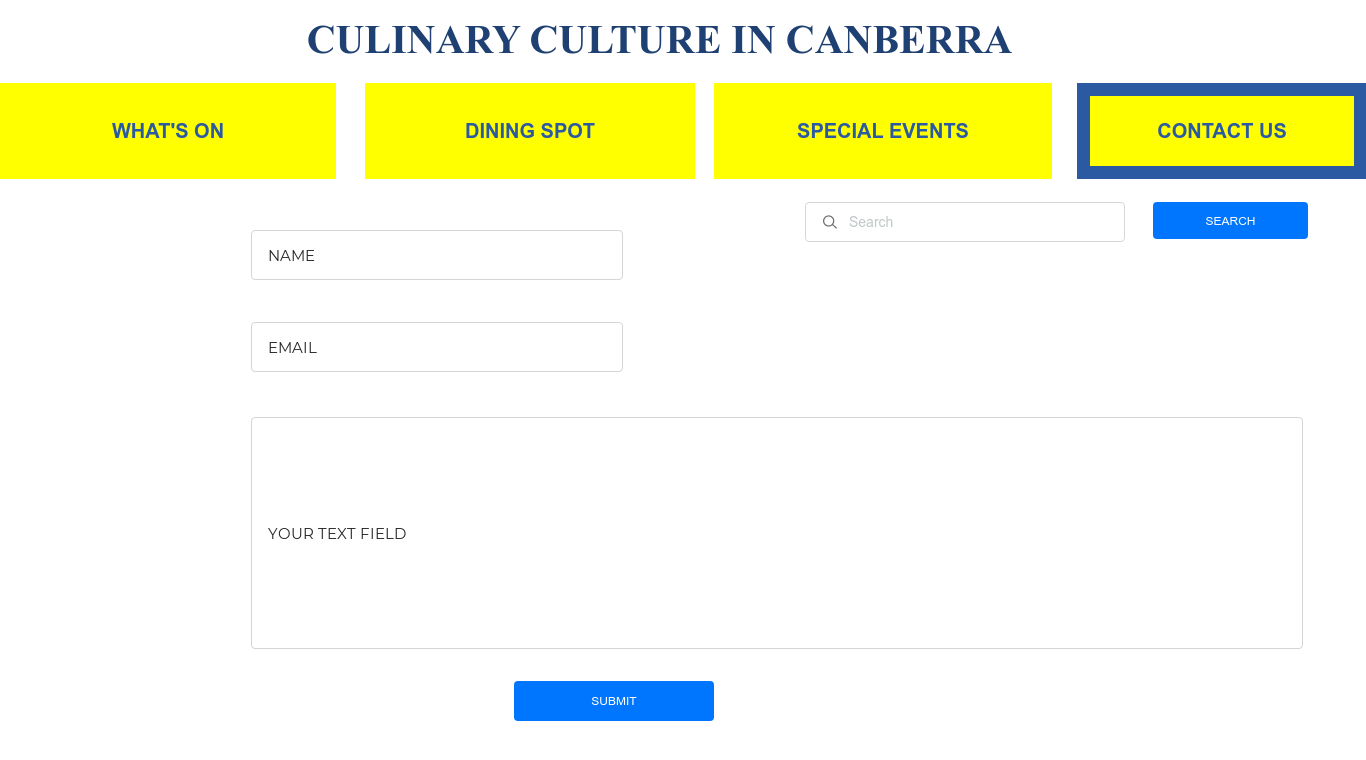 CULINARY CULTURE IN CANBERRA
WHAT'S ON
DINING SPOT
SPECIAL EVENTS
CONTACT US
Search
SEARCH
NAME
EMAIL
YOUR TEXT FIELD
SUBMIT